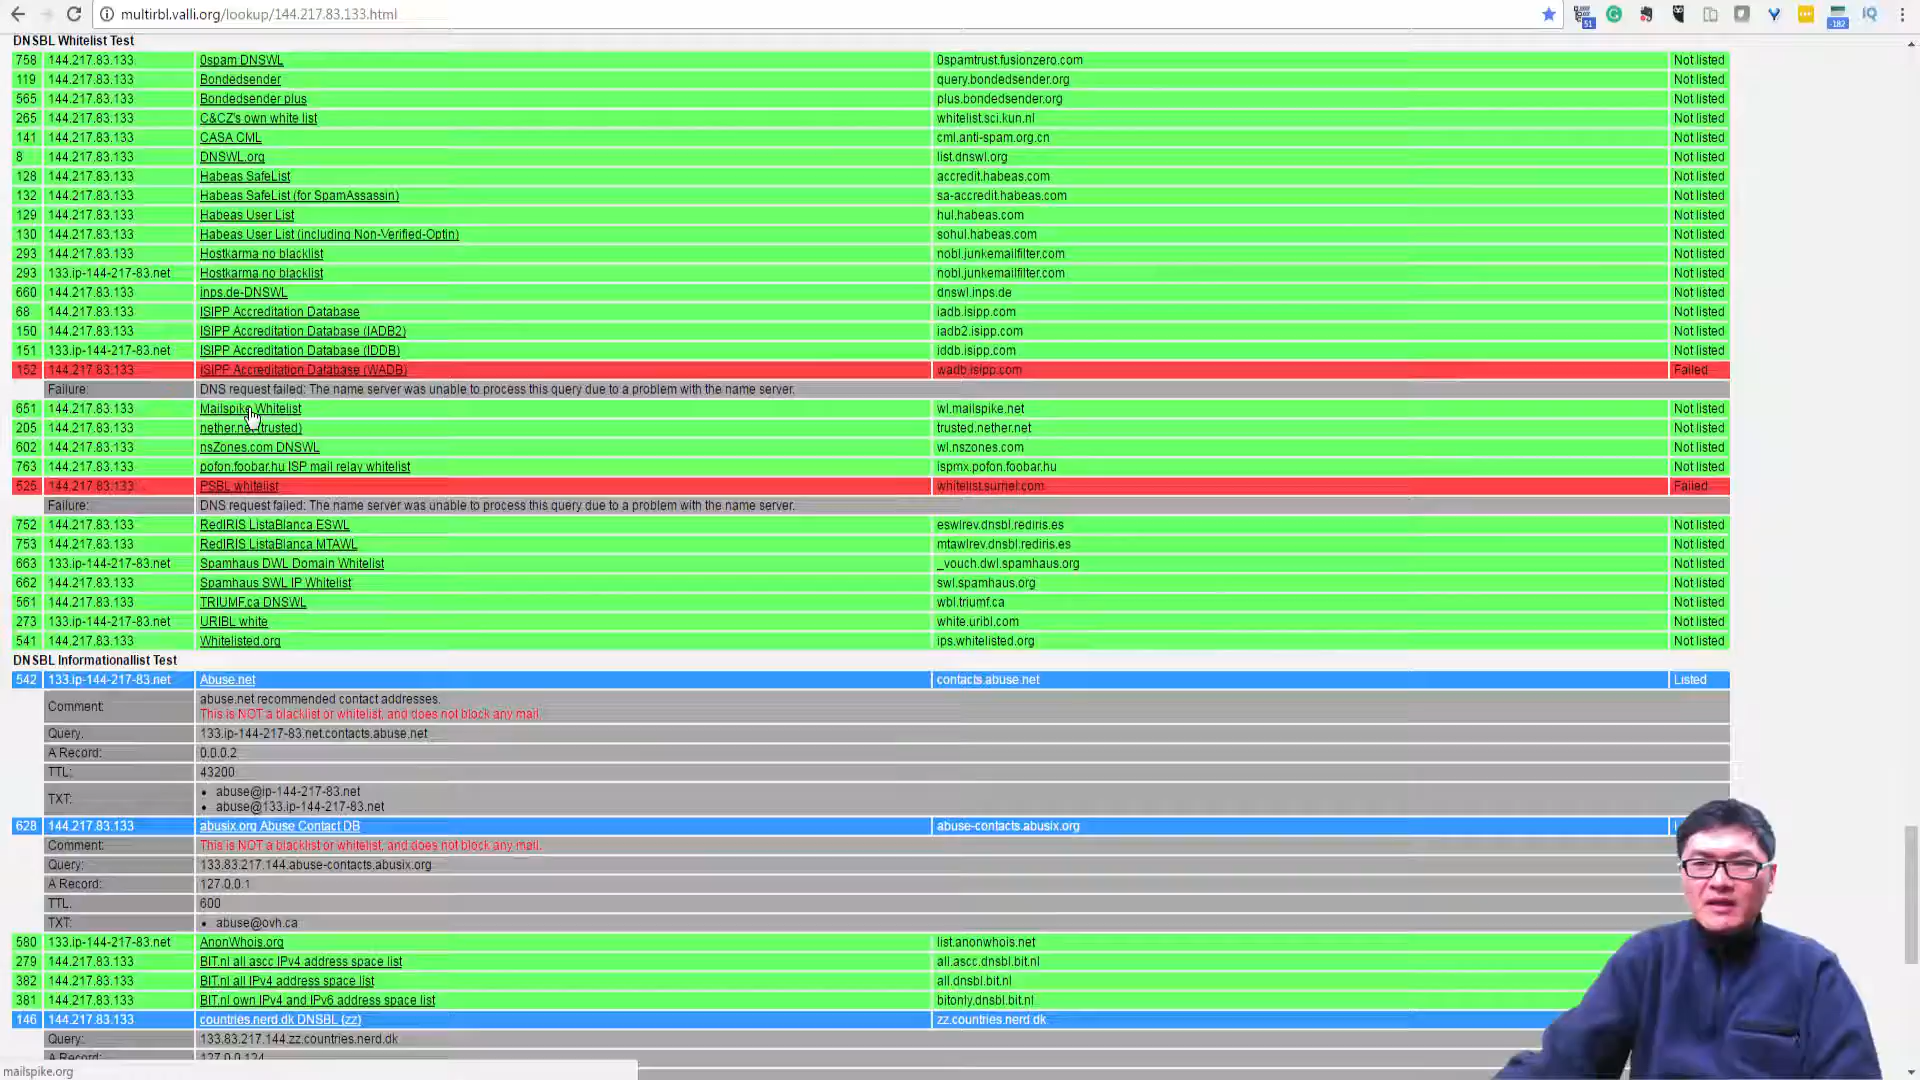 multirbl.valli.org/lookup/144.217.83.133.html
51
-182
DNSBL Whitelist Test
758 144.217.83.133 0spam DNSWL 0spamtrust.fusionzero.com Not listed
119 144.217.83.133 Bondedsender query.bondedsender.org Not listed
565 144.217.83.133 Bondedsender plus plus.bondedsender.org Not listed
265 144.217.83.133 C&CZ's own white list whitelist.sci.kun.nl Not listed
141 144.217.83.133 CASA CML cml.anti-spam.org.cn Not listed
8 144.217.83.133 DNSWL.org list.dnswl.org Not listed
128 144.217.83.133 Habeas SafeList accredit.habeas.com Not listed
132 144.217.83.133 Habeas SafeList (for SpamAssassin) sa-accredit.habeas.com Not listed
129 144.217.83.133 Habeas User List hul.habeas.com Not listed
130 144.217.83.133 Habeas User List (including Non-Verified-Optin) sohul.habeas.com Not listed
293 144.217.83.133 Hostkarma no blacklist nobl.junkemailfilter.com Not listed
293 133.ip-144-217-83.net Hostkarma no blacklist nobl.junkemailfilter.com Not listed
660 144.217.83.133 inps.de-DNSWL dnswl.inps.de Not listed
68 144.217.83.133 ISIPP Accreditation Database iadb.isipp.com Not listed
150 144.217.83.133 ISIPP Accreditation Database (IADB2) iadb2.isipp.com Not listed
151 133.ip-144-217-83.net ISIPP Accreditation Database (IDDB) iddb.isipp.com Not listed
152 144.217.83.133 ISIPP Accreditation Database (WADB) wadb.isipp.com Failed
Failure: DNS request failed: The name server was unable to process this query due to a problem with the name server.
651 144.217.83.133 Mailspike Whitelist wl.mailspike.net Not listed
205 144.217.83.133 nether.net (trusted) trusted.nether.net Not listed
602 144.217.83.133 nsZones.com DNSWL wl.nszones.com Not listed
763 144.217.83.133 pofon.foobar.hu ISP mail relay whitelist ispmx.pofon.foobar.hu Not listed
525 144.217.83.133 PSBL whitelist whitelist.surriel.com Failed
Failure: DNS request failed: The name server was unable to process this query due to a problem with the name server.
752 144.217.83.133 RedIRIS ListaBlanca ESWL eswlrev.dnsbl.rediris.es Not listed
753 144.217.83.133 RedIRIS ListaBlanca MTAWL mtawlrev.dnsbl.rediris.es Not listed
663 133.ip-144-217-83.net Spamhaus DWL Domain Whitelist _vouch.dwl.spamhaus.org Not listed
662 144.217.83.133 Spamhaus SWL IP Whitelist swl.spamhaus.org Not listed
561 144.217.83.133 TRIUMF.ca DNSWL wbl.triumf.ca Not listed
273 133.ip-144-217-83.net URIBL white white.uribl.com Not listed
541 144.217.83.133 Whitelisted.org ips.whitelisted.org Not listed
DNSBL Informationallist Test
542 133.ip-144-217-83.net Abuse.net contacts.abuse.net Listed
Comment: abuse.net recommended contact addresses.
This is NOT a blacklist or whitelist, and does not block any mail.
Query: 133.ip-144-217-83.net.contacts.abuse.net
A Record: 0.0.0.2
TTL: 43200
TXT: • abuse@ip-144-217-83.net
• abuse@133.ip-144-217-83.net
628 144.217.83.133 abusix.org Abuse Contact DB abuse-contacts.abusix.org
Comment: This is NOT a blacklist or whitelist, and does not block any mail.
Query: 133.83.217.144.abuse-contacts.abusix.org
A Record: 127.0.0.1
TTL: 600
TXT: • abuse@ovh.ca
580 133.ip-144-217-83.net AnonWhois.org list.anonwhois.net
279 144.217.83.133 BIT.nl all ascc IPv4 address space list all.ascc.dnsbl.bit.nl
382 144.217.83.133 BIT.nl all IPv4 address space list all.dnsbl.bit.nl
381 144.217.83.133 BIT.nl own IPv4 and IPv6 address space list bitonly.dnsbl.bit.nl
146 144.217.83.133 countries.nerd.dk DNSBL (zz) zz.countries.nerd.dk
Query: 133.83.217.144.zz.countries.nerd.dk
A Record: 127.0.0.124
mailspike.org